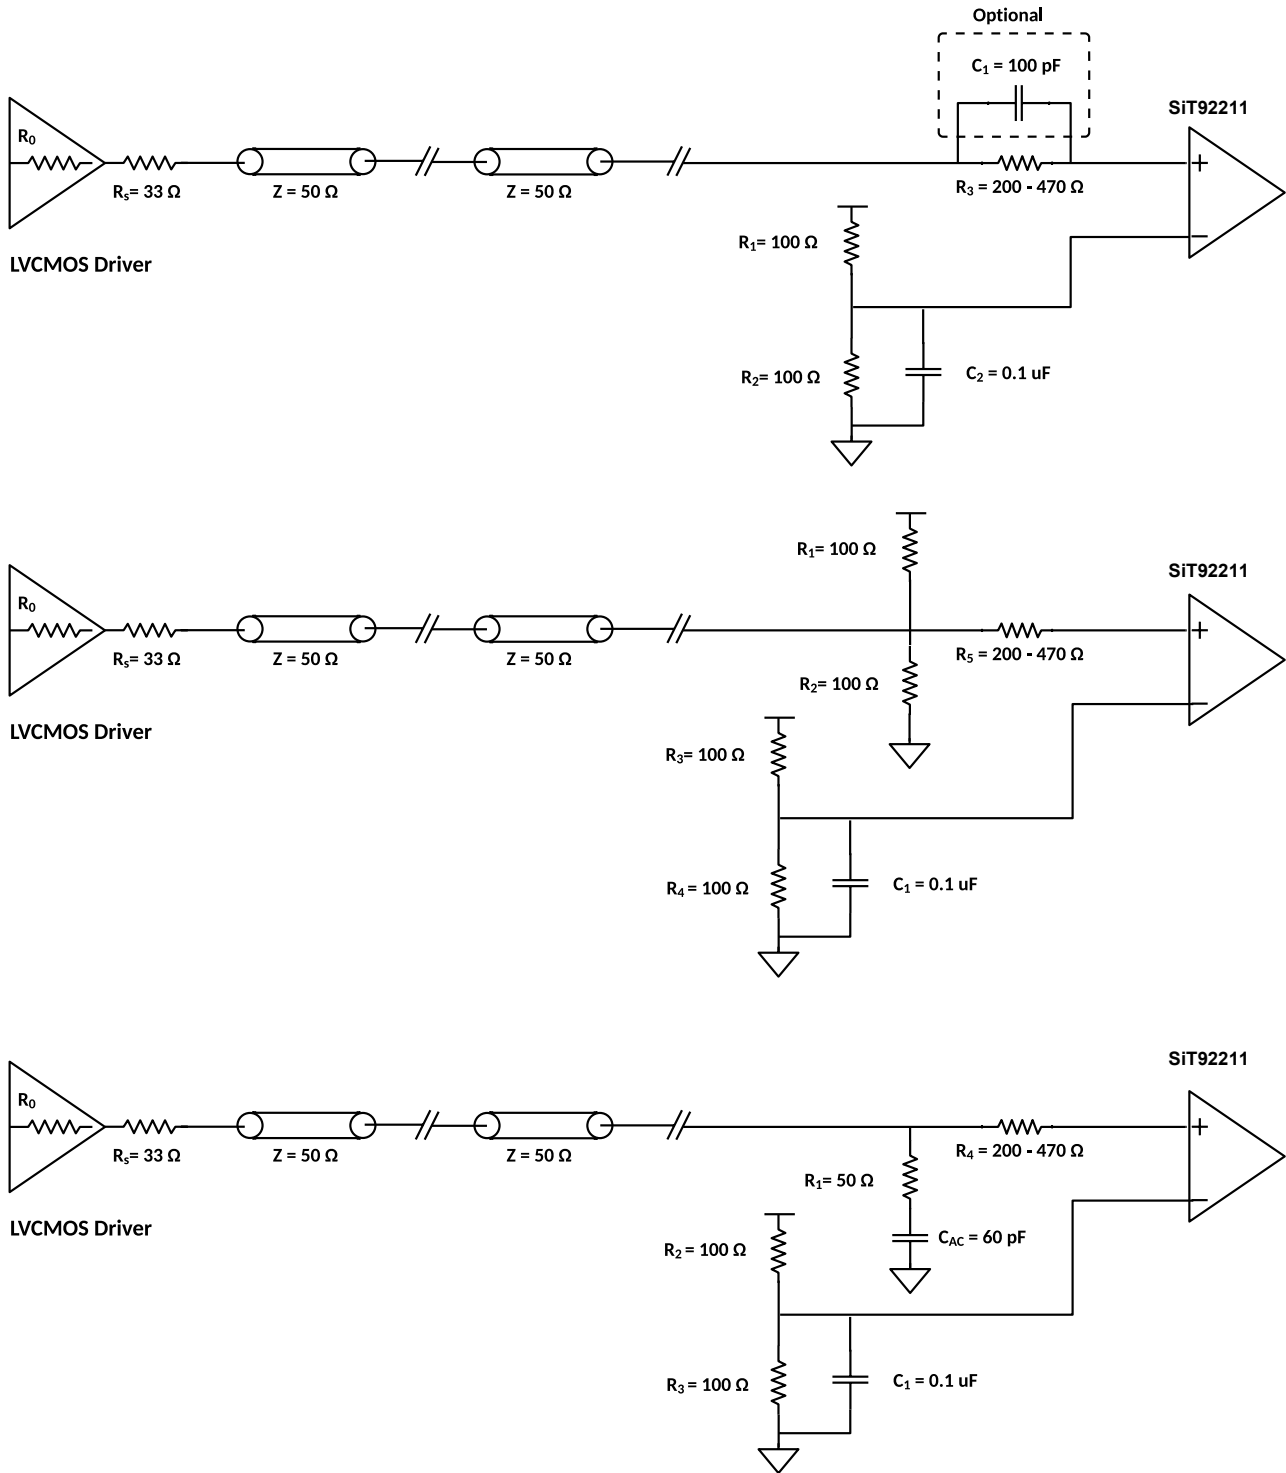 Optional
C₁ = 100 pF
SiT92211
R₀
+
Rₛ= 33 Ω
Z = 50 Ω
Z = 50 Ω
R₃ = 200 - 470 Ω
R₁= 100 Ω
−
LVCMOS Driver
R₂= 100 Ω
C₂ = 0.1 uF
R₁= 100 Ω
SiT92211
R₀
+
Rₛ= 33 Ω
Z = 50 Ω
Z = 50 Ω
R₅ = 200 - 470 Ω
R₂= 100 Ω
−
LVCMOS Driver
R₃= 100 Ω
R₄ = 100 Ω
C₁ = 0.1 uF
SiT92211
R₀
+
Rₛ= 33 Ω
Z = 50 Ω
Z = 50 Ω
R₄ = 200 - 470 Ω
R₁= 50 Ω
−
LVCMOS Driver
C_AC = 60 pF
R₂ = 100 Ω
R₃ = 100 Ω
C₁ = 0.1 uF